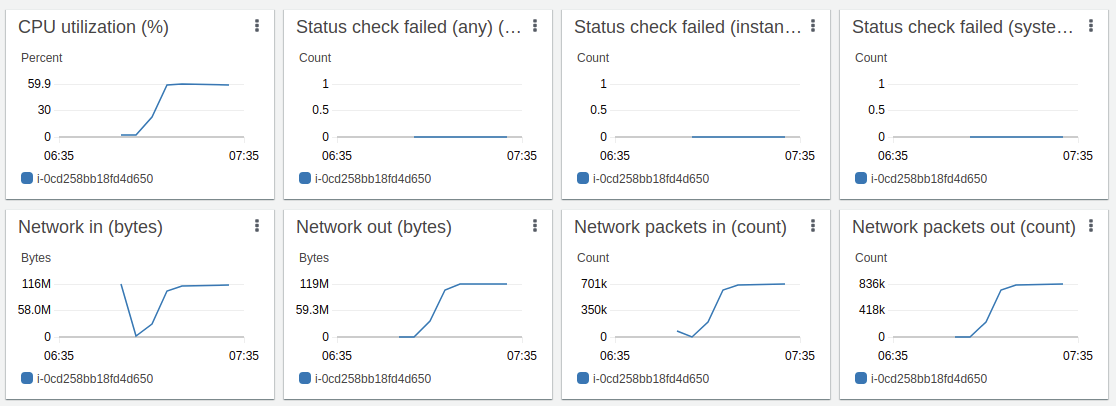 CPU utilization (%)
Percent
59.9
30
0
06:35
07:35
i-0cd258bb18fd4d650
Status check failed (any) (...
Count
1
0.5
0
06:35
07:35
i-0cd258bb18fd4d650
Status check failed (instan...
Count
1
0.5
0
06:35
07:35
i-0cd258bb18fd4d650
Status check failed (syste...
Count
1
0.5
0
06:35
07:35
i-0cd258bb18fd4d650
Network in (bytes)
Bytes
116M
58.0M
0
06:35
07:35
i-0cd258bb18fd4d650
Network out (bytes)
Bytes
119M
59.3M
0
06:35
07:35
i-0cd258bb18fd4d650
Network packets in (count)
Count
701k
350k
0
06:35
07:35
i-0cd258bb18fd4d650
Network packets out (count)
Count
836k
418k
0
06:35
07:35
i-0cd258bb18fd4d650